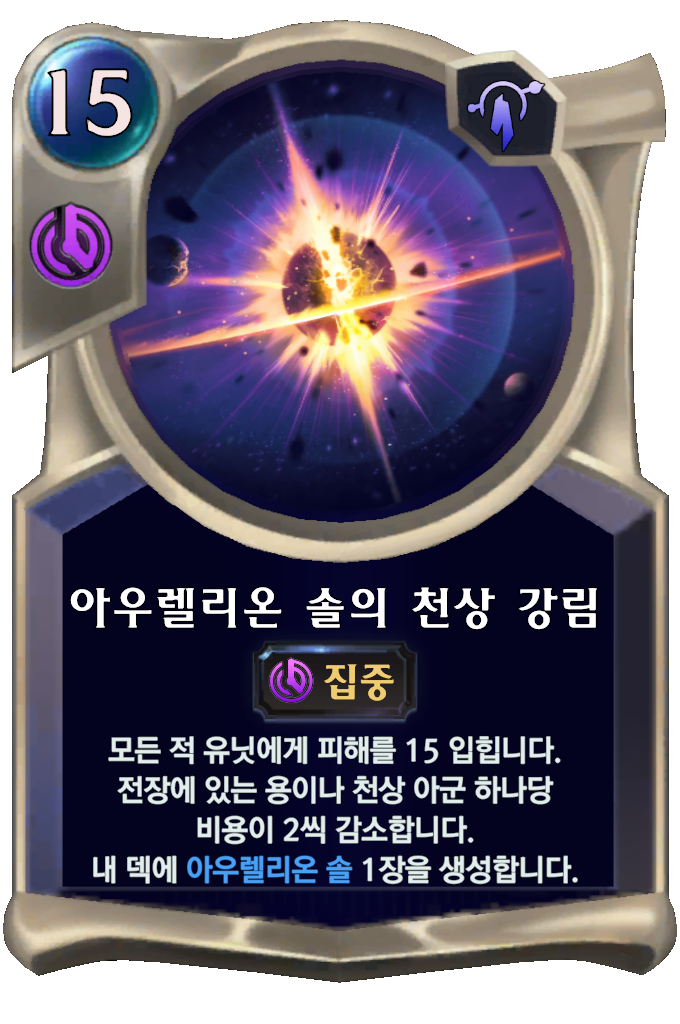 15
아우렐리온 솔의 천상 강림
집중
모든 적 유닛에게 피해를 15 입힙니다.
전장에 있는 용이나 천상 아군 하나당
비용이 2씩 감소합니다.
내 덱에 아우렐리온 솔 1장을 생성합니다.